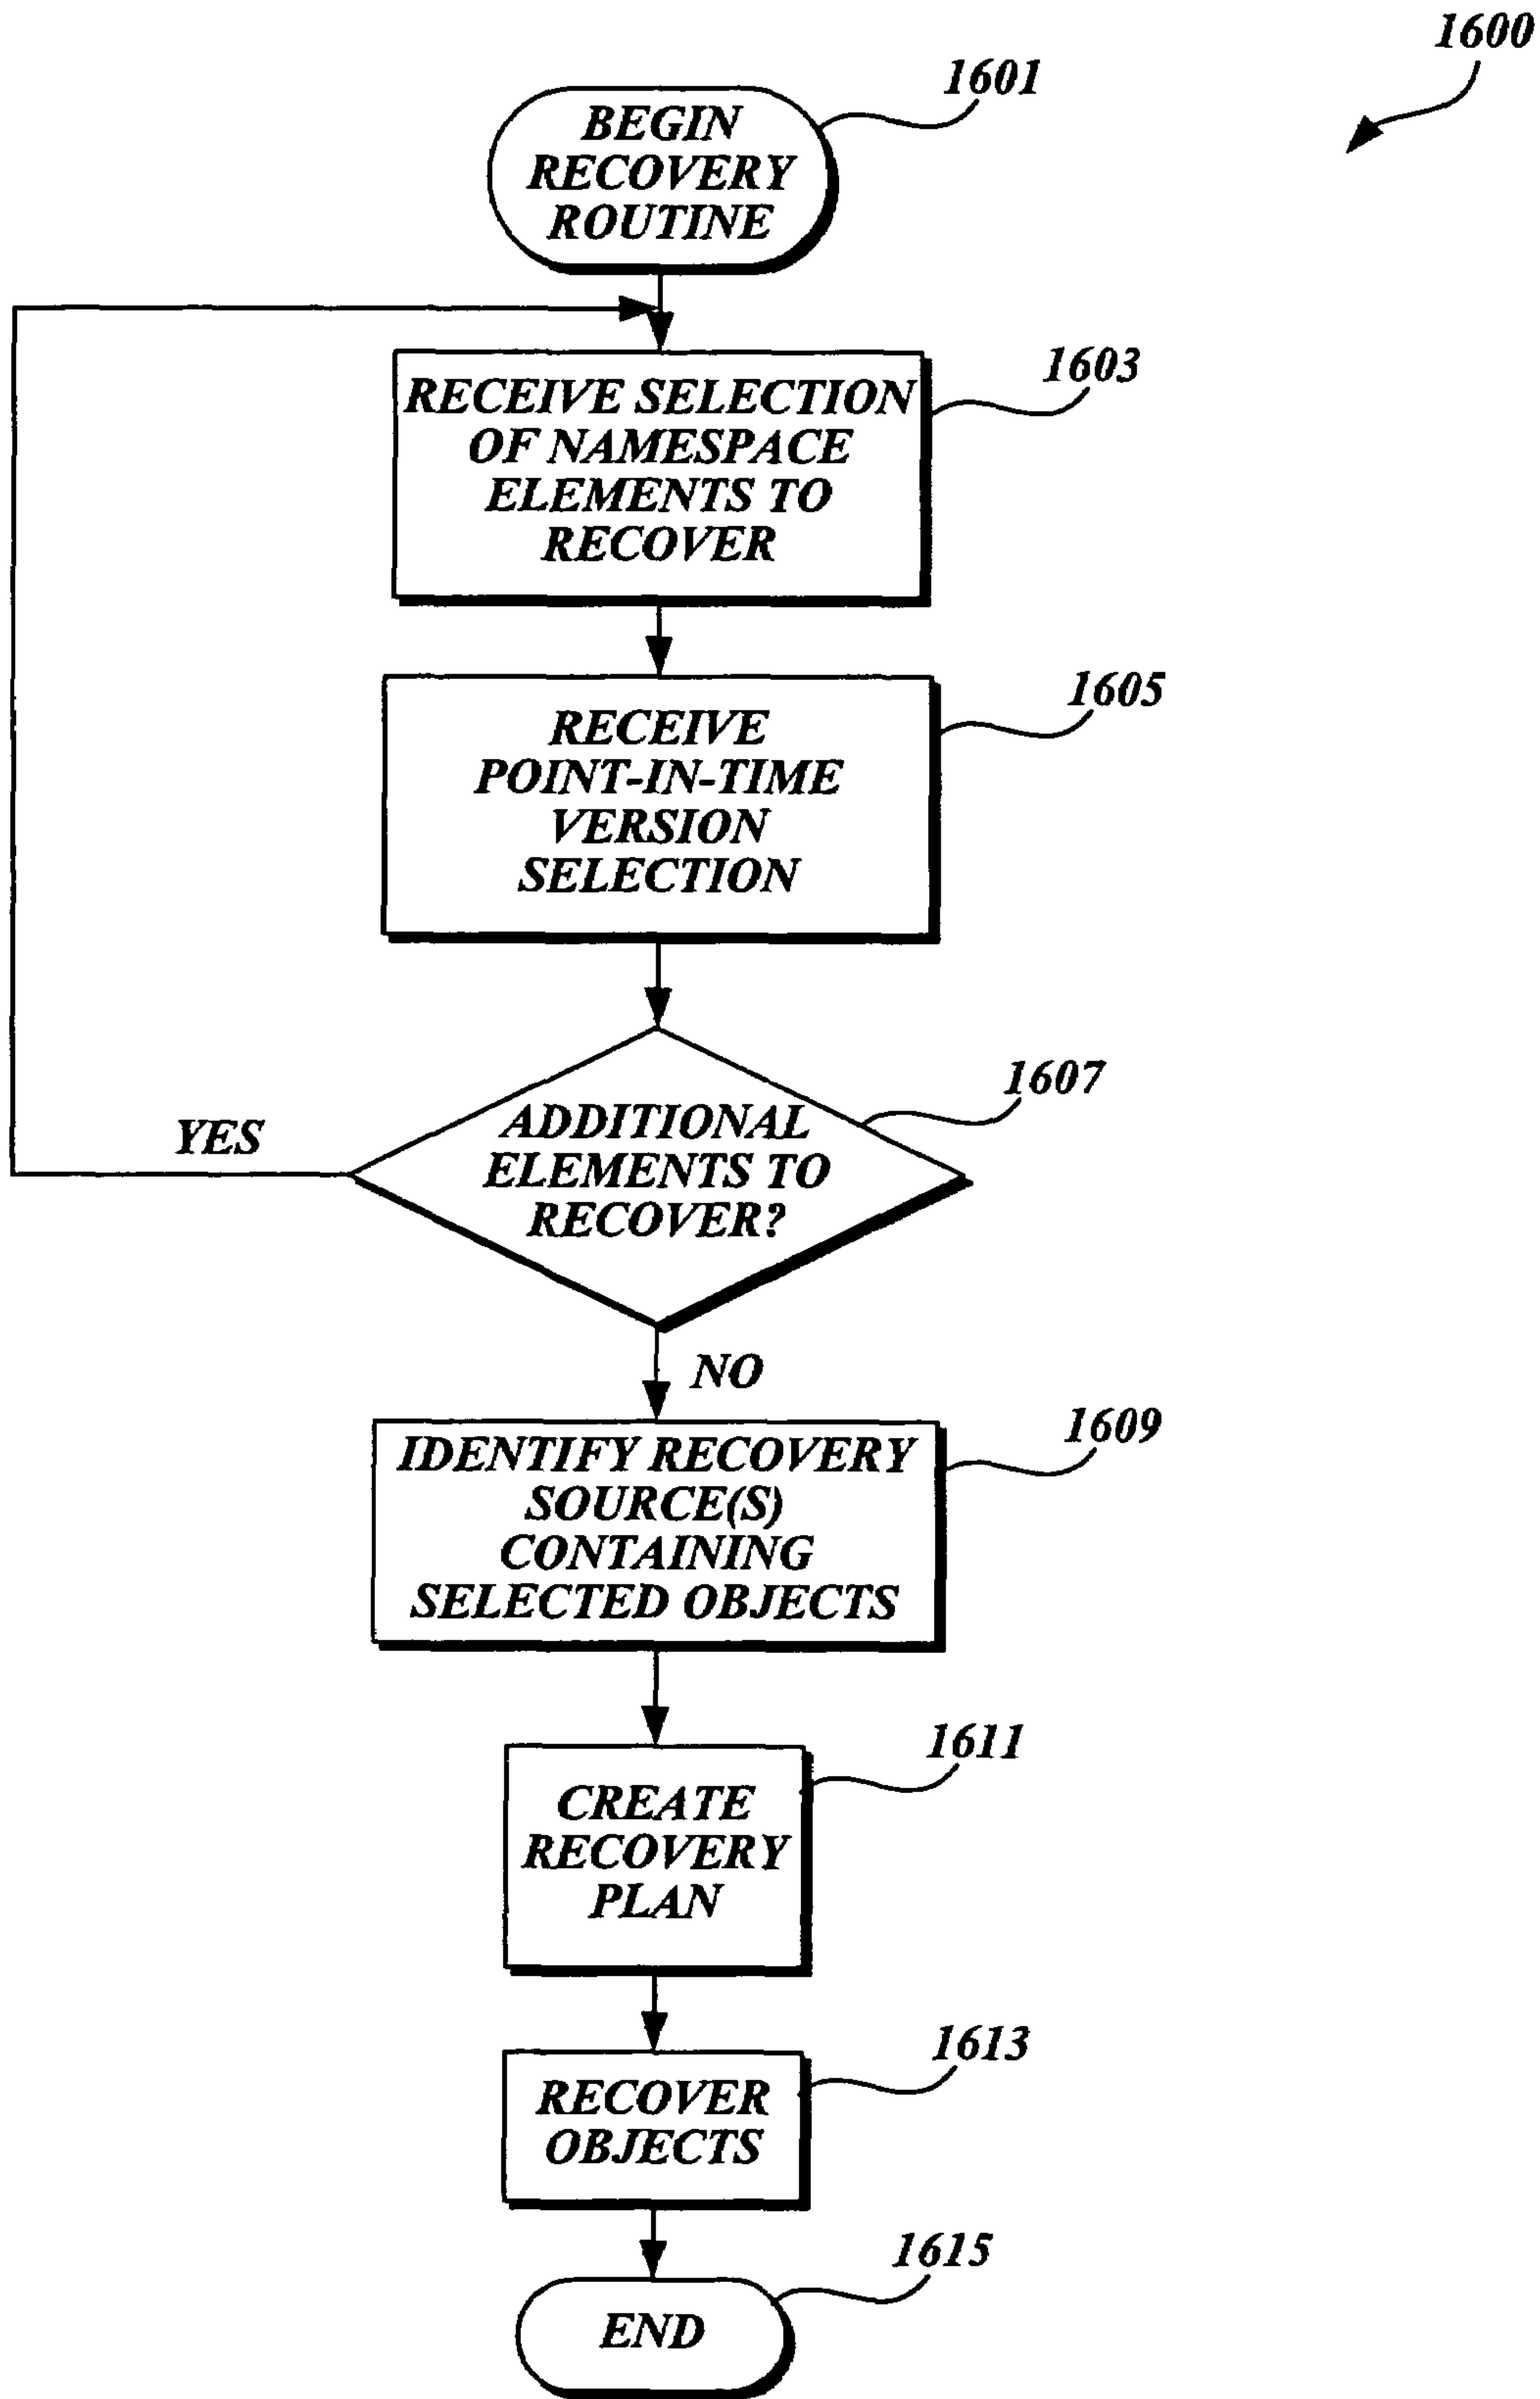 1600
1601
BEGIN
RECOVERY
ROUTINE
1603
RECEIVE SELECTION
OF NAMESPACE
ELEMENTS TO
RECOVER
1605
RECEIVE
POINT-IN-TIME
VERSION
SELECTION
1607
ADDITIONAL
ELEMENTS TO
RECOVER?
YES
NO
1609
IDENTIFY RECOVERY
SOURCE(S)
CONTAINING
SELECTED OBJECTS
1611
CREATE
RECOVERY
PLAN
1613
RECOVER
OBJECTS
1615
END